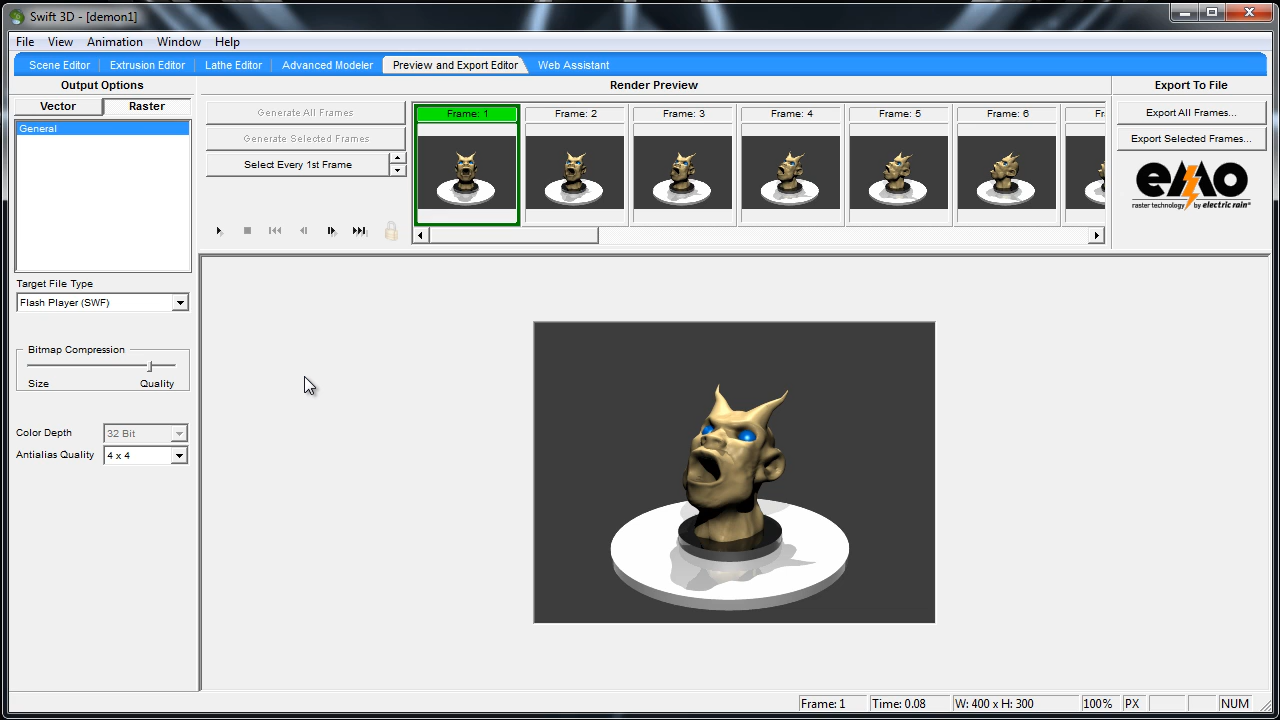 Swift 3D - [demon1]
File View Animation Window Help
Scene Editor Extrusion Editor Lathe Editor Advanced Modeler Preview and Export Editor Web Assistant
Output Options
Render Preview
Export To File
Vector Raster
General
Generate All Frames
Generate Selected Frames
Select Every 1st Frame
Frame: 1 Frame: 2 Frame: 3 Frame: 4 Frame: 5 Frame: 6 Fr
Export All Frames...
Export Selected Frames...
emo
raster technology by electric rain®
Target File Type
Flash Player (SWF)
Bitmap Compression
Size Quality
Color Depth 32 Bit
Antialias Quality 4 x 4
Frame: 1 Time: 0.08 W: 400 x H: 300 100% PX NUM